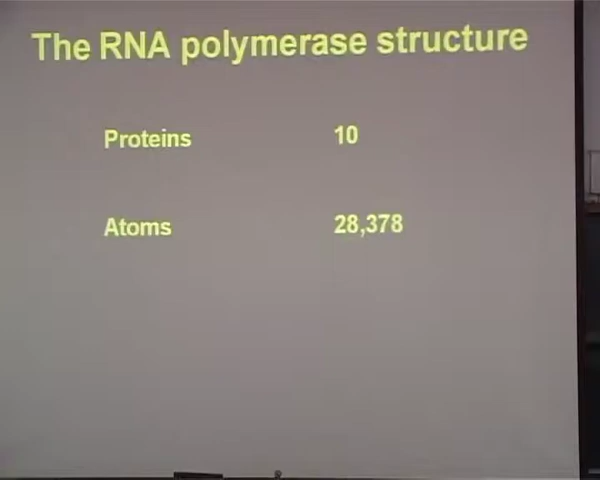 The RNA polymerase structure
Proteins 10
Atoms 28,378